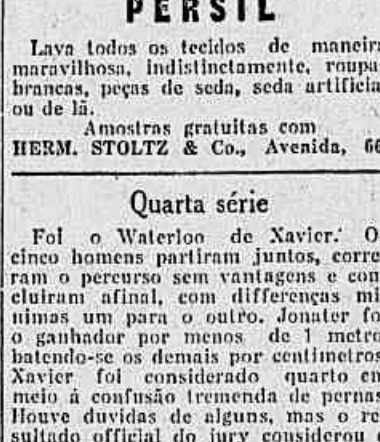 PERSIL
Lava todos os tecidos de maneira
maravilhosa, indistinctamente, roupa
brancas, peças de seda, seda artificia
ou de lã.
Amostras gratuitas com
HERM. STOLTZ & Co., Avenida, 66
Quarta série
Foi o Waterloo de Xavier. O
cinco homens partiram juntos, corre
ram o percurso sem vantagens e con
cluiram afinal, com differenças mi
nimas um para o outro. Jonater fo
o ganhador por menos de 1 metro
batendo-se os demais por centimetros
Xavier foi considerado quarto em
meio á confusão tremenda de pernas
Houve duvidas de alguns, mas o re
sultado official do jury considerou